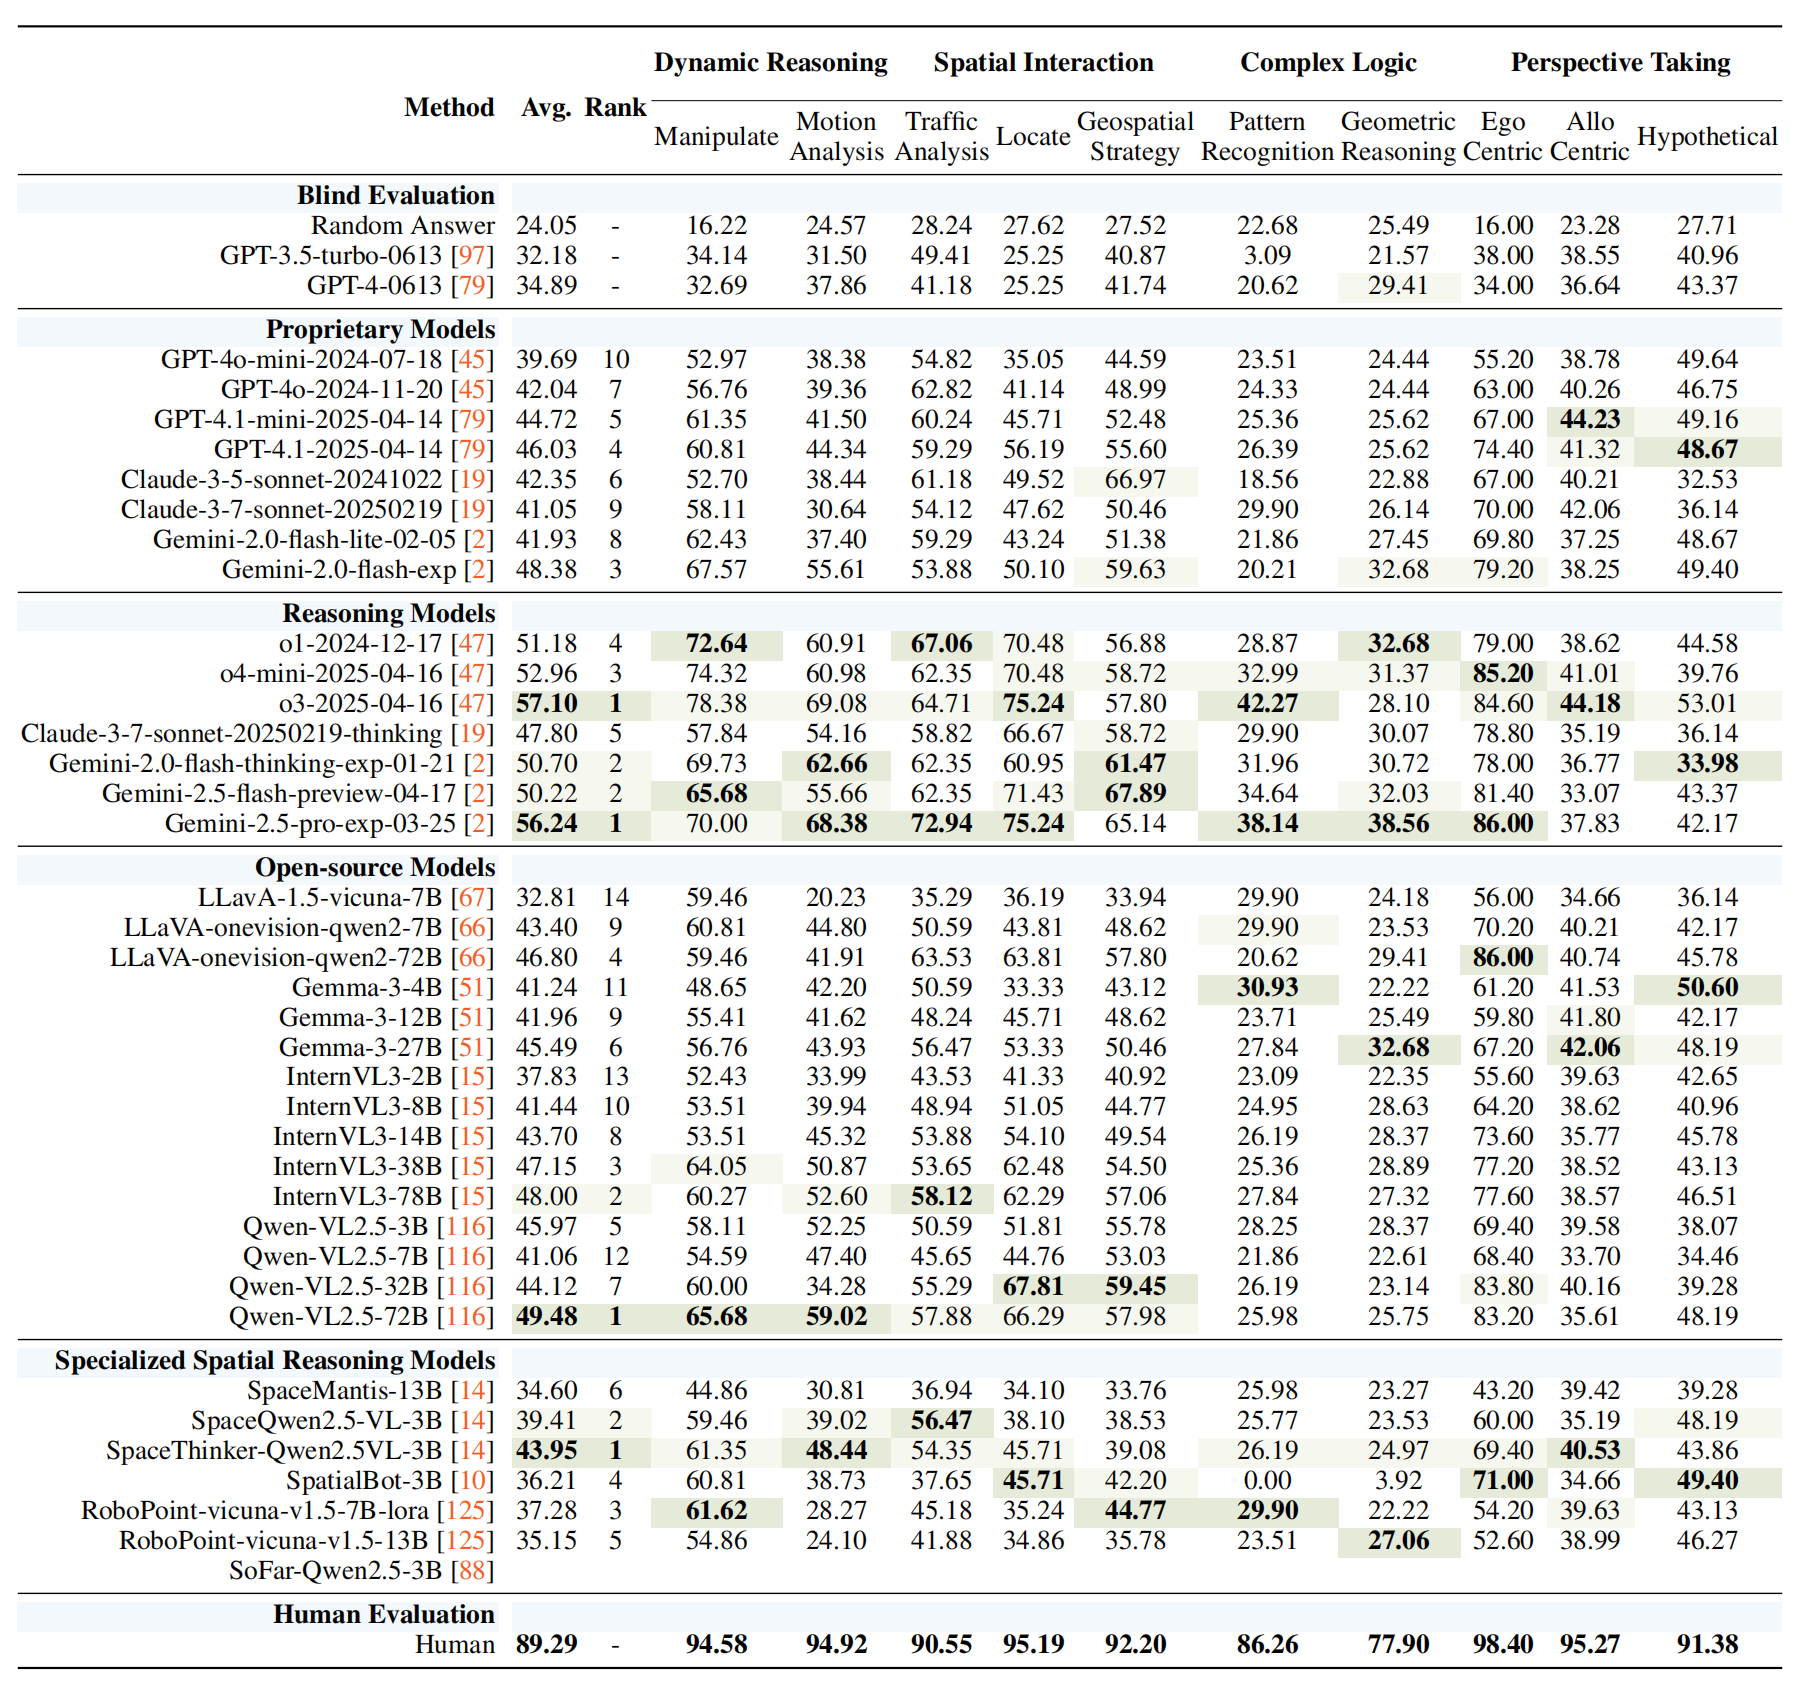 Dynamic Reasoning Spatial Interaction Complex Logic Perspective Taking
Method Avg. Rank Manipulate Motion Analysis Traffic Analysis Locate Geospatial Strategy Pattern Recognition Geometric Reasoning Ego Centric Allo Centric Hypothetical
Blind Evaluation
Random Answer 24.05 - 16.22 24.57 28.24 27.62 27.52 22.68 25.49 16.00 23.28 27.71
GPT-3.5-turbo-0613 [97] 32.18 - 34.14 31.50 49.41 25.25 40.87 3.09 21.57 38.00 38.55 40.96
GPT-4-0613 [79] 34.89 - 32.69 37.86 41.18 25.25 41.74 20.62 29.41 34.00 36.64 43.37
Proprietary Models
GPT-4o-mini-2024-07-18 [45] 39.69 10 52.97 38.38 54.82 35.05 44.59 23.51 24.44 55.20 38.78 49.64
GPT-4o-2024-11-20 [45] 42.04 7 56.76 39.36 62.82 41.14 48.99 24.33 24.44 63.00 40.26 46.75
GPT-4.1-mini-2025-04-14 [79] 44.72 5 61.35 41.50 60.24 45.71 52.48 25.36 25.62 67.00 44.23 49.16
GPT-4.1-2025-04-14 [79] 46.03 4 60.81 44.34 59.29 56.19 55.60 26.39 25.62 74.40 41.32 48.67
Claude-3-5-sonnet-20241022 [19] 42.35 6 52.70 38.44 61.18 49.52 66.97 18.56 22.88 67.00 40.21 32.53
Claude-3-7-sonnet-20250219 [19] 41.05 9 58.11 30.64 54.12 47.62 50.46 29.90 26.14 70.00 42.06 36.14
Gemini-2.0-flash-lite-02-05 [2] 41.93 8 62.43 37.40 59.29 43.24 51.38 21.86 27.45 69.80 37.25 48.67
Gemini-2.0-flash-exp [2] 48.38 3 67.57 55.61 53.88 50.10 59.63 20.21 32.68 79.20 38.25 49.40
Reasoning Models
o1-2024-12-17 [47] 51.18 4 72.64 60.91 67.06 70.48 56.88 28.87 32.68 79.00 38.62 44.58
o4-mini-2025-04-16 [47] 52.96 3 74.32 60.98 62.35 70.48 58.72 32.99 31.37 85.20 41.01 39.76
o3-2025-04-16 [47] 57.10 1 78.38 69.08 64.71 75.24 57.80 42.27 28.10 84.60 44.18 53.01
Claude-3-7-sonnet-20250219-thinking [19] 47.80 5 57.84 54.16 58.82 66.67 58.72 29.90 30.07 78.80 35.19 36.14
Gemini-2.0-flash-thinking-exp-01-21 [2] 50.70 2 69.73 62.66 62.35 60.95 61.47 31.96 30.72 78.00 36.77 33.98
Gemini-2.5-flash-preview-04-17 [2] 50.22 2 65.68 55.66 62.35 71.43 67.89 34.64 32.03 81.40 33.07 43.37
Gemini-2.5-pro-exp-03-25 [2] 56.24 1 70.00 68.38 72.94 75.24 65.14 38.14 38.56 86.00 37.83 42.17
Open-source Models
LLavA-1.5-vicuna-7B [67] 32.81 14 59.46 20.23 35.29 36.19 33.94 29.90 24.18 56.00 34.66 36.14
LLaVA-onevision-qwen2-7B [66] 43.40 9 60.81 44.80 50.59 43.81 48.62 29.90 23.53 70.20 40.21 42.17
LLaVA-onevision-qwen2-72B [66] 46.80 4 59.46 41.91 63.53 63.81 57.80 20.62 29.41 86.00 40.74 45.78
Gemma-3-4B [51] 41.24 11 48.65 42.20 50.59 33.33 43.12 30.93 22.22 61.20 41.53 50.60
Gemma-3-12B [51] 41.96 9 55.41 41.62 48.24 45.71 48.62 23.71 25.49 59.80 41.80 42.17
Gemma-3-27B [51] 45.49 6 56.76 43.93 56.47 53.33 50.46 27.84 32.68 67.20 42.06 48.19
InternVL3-2B [15] 37.83 13 52.43 33.99 43.53 41.33 40.92 23.09 22.35 55.60 39.63 42.65
InternVL3-8B [15] 41.44 10 53.51 39.94 48.94 51.05 44.77 24.95 28.63 64.20 38.62 40.96
InternVL3-14B [15] 43.70 8 53.51 45.32 53.88 54.10 49.54 26.19 28.37 73.60 35.77 45.78
InternVL3-38B [15] 47.15 3 64.05 50.87 53.65 62.48 54.50 25.36 28.89 77.20 38.52 43.13
InternVL3-78B [15] 48.00 2 60.27 52.60 58.12 62.29 57.06 27.84 27.32 77.60 38.57 46.51
Qwen-VL2.5-3B [116] 45.97 5 58.11 52.25 50.59 51.81 55.78 28.25 28.37 69.40 39.58 38.07
Qwen-VL2.5-7B [116] 41.06 12 54.59 47.40 45.65 44.76 53.03 21.86 22.61 68.40 33.70 34.46
Qwen-VL2.5-32B [116] 44.12 7 60.00 34.28 55.29 67.81 59.45 26.19 23.14 83.80 40.16 39.28
Qwen-VL2.5-72B [116] 49.48 1 65.68 59.02 57.88 66.29 57.98 25.98 25.75 83.20 35.61 48.19
Specialized Spatial Reasoning Models
SpaceMantis-13B [14] 34.60 6 44.86 30.81 36.94 34.10 33.76 25.98 23.27 43.20 39.42 39.28
SpaceQwen2.5-VL-3B [14] 39.41 2 59.46 39.02 56.47 38.10 38.53 25.77 23.53 60.00 35.19 48.19
SpaceThinker-Qwen2.5VL-3B [14] 43.95 1 61.35 48.44 54.35 45.71 39.08 26.19 24.97 69.40 40.53 43.86
SpatialBot-3B [10] 36.21 4 60.81 38.73 37.65 45.71 42.20 0.00 3.92 71.00 34.66 49.40
RoboPoint-vicuna-v1.5-7B-lora [125] 37.28 3 61.62 28.27 45.18 35.24 44.77 29.90 22.22 54.20 39.63 43.13
RoboPoint-vicuna-v1.5-13B [125] 35.15 5 54.86 24.10 41.88 34.86 35.78 23.51 27.06 52.60 38.99 46.27
SoFar-Qwen2.5-3B [88]
Human Evaluation
Human 89.29 - 94.58 94.92 90.55 95.19 92.20 86.26 77.90 98.40 95.27 91.38